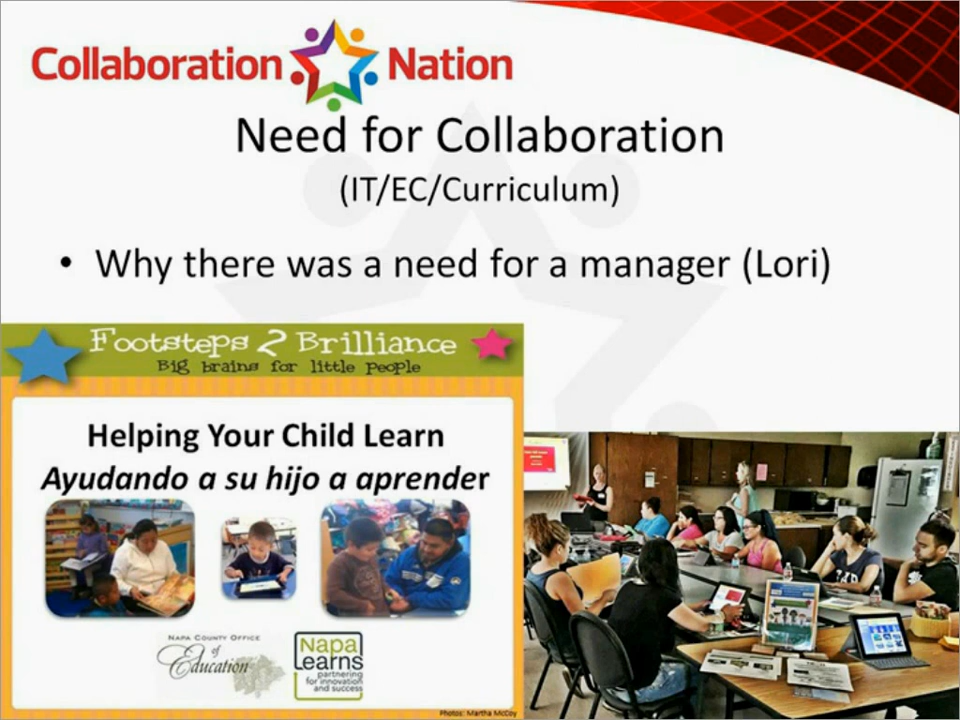 Collaboration Nation
Need for Collaboration
(IT/EC/Curriculum)
• Why there was a need for a manager (Lori)
Footsteps 2 Brilliance
Big brains for little people
Helping Your Child Learn
Ayudando a su hijo a aprender
NAPA COUNTY OFFICE
of
Education
Napa
Learns
partnering
for innovation
and success
Photos: Martha McCoy